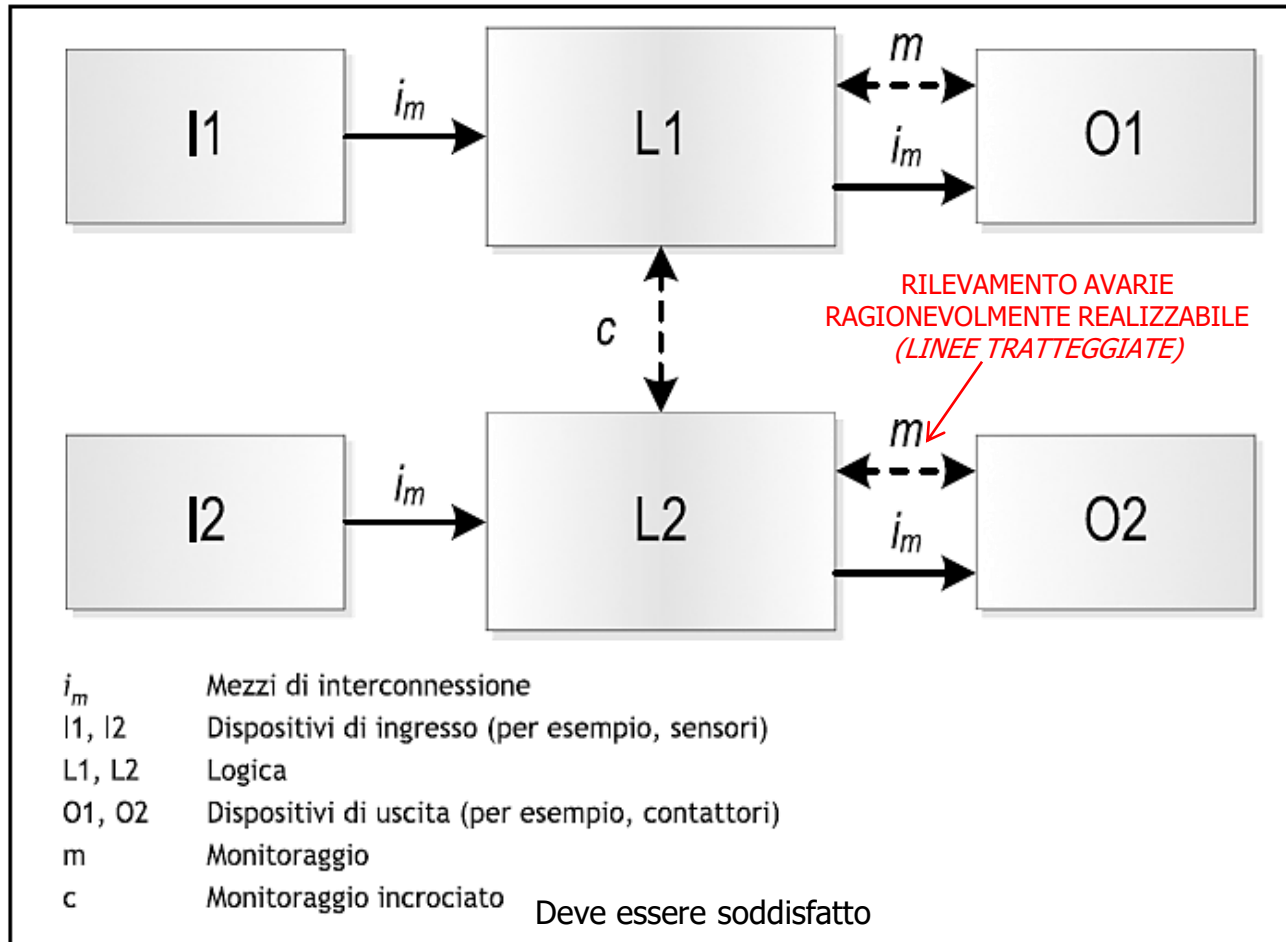 I1
i_m
L1
m
i_m
O1
c
RILEVAMENTO AVARIE
RAGIONEVOLMENTE REALIZZABILE
(LINEE TRATTEGGIATE)
I2
i_m
L2
m
i_m
O2
i_m Mezzi di interconnessione
I1, I2 Dispositivi di ingresso (per esempio, sensori)
L1, L2 Logica
O1, O2 Dispositivi di uscita (per esempio, contattori)
m Monitoraggio
c Monitoraggio incrociato
Deve essere soddisfatto